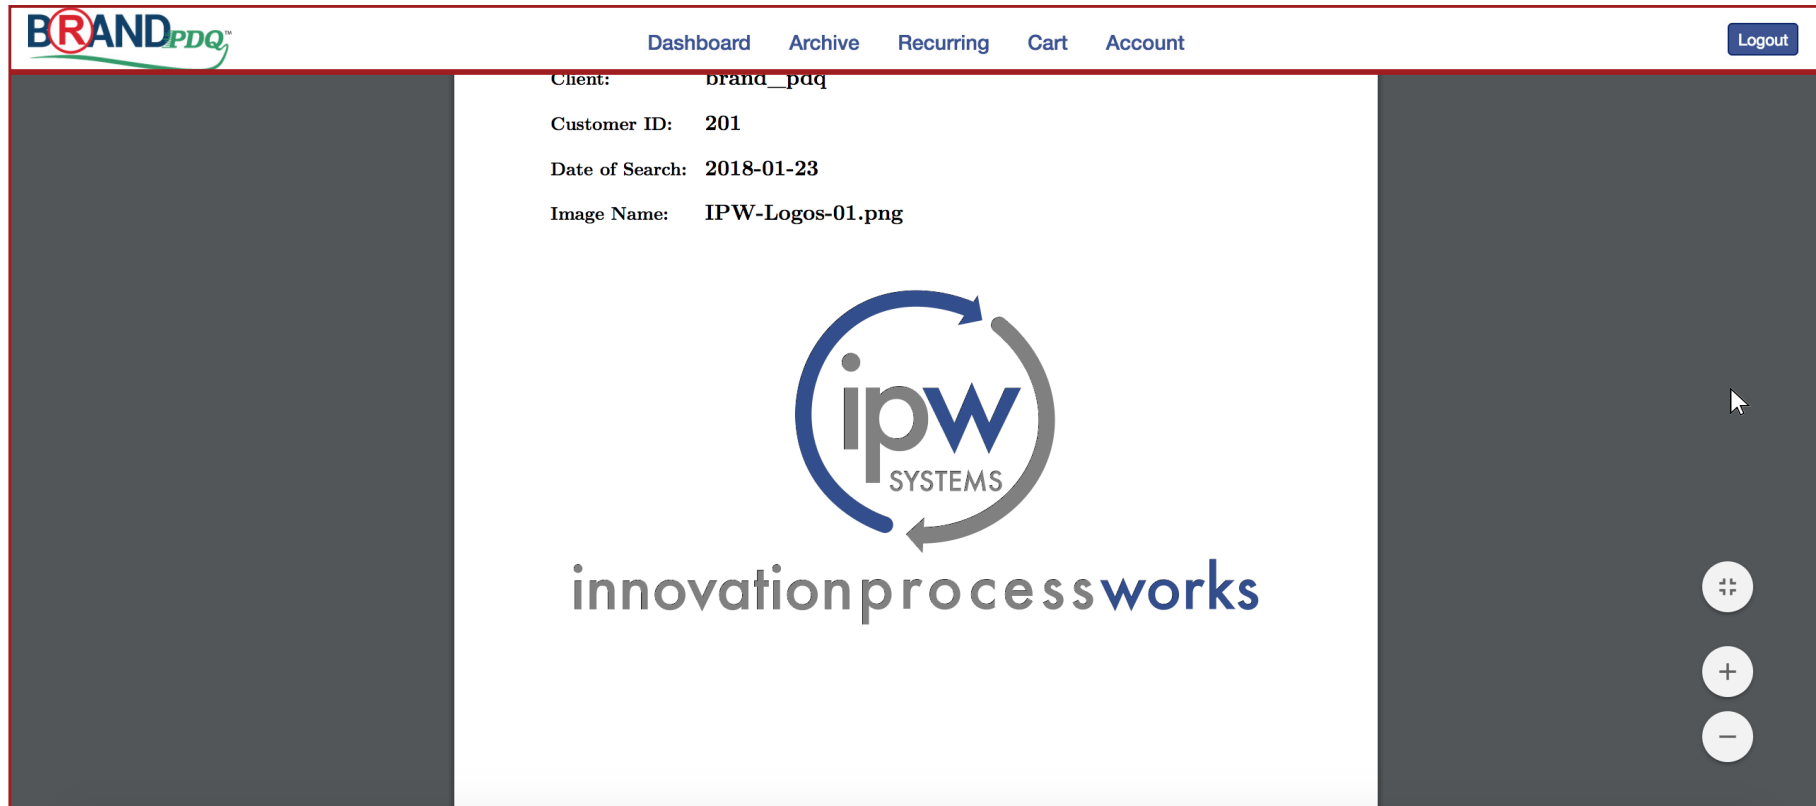 BRANDPDQ™
Dashboard Archive Recurring Cart Account
Logout
Client: brand_pdq
Customer ID: 201
Date of Search: 2018-01-23
Image Name: IPW-Logos-01.png
ipw
SYSTEMS
innovationprocessworks